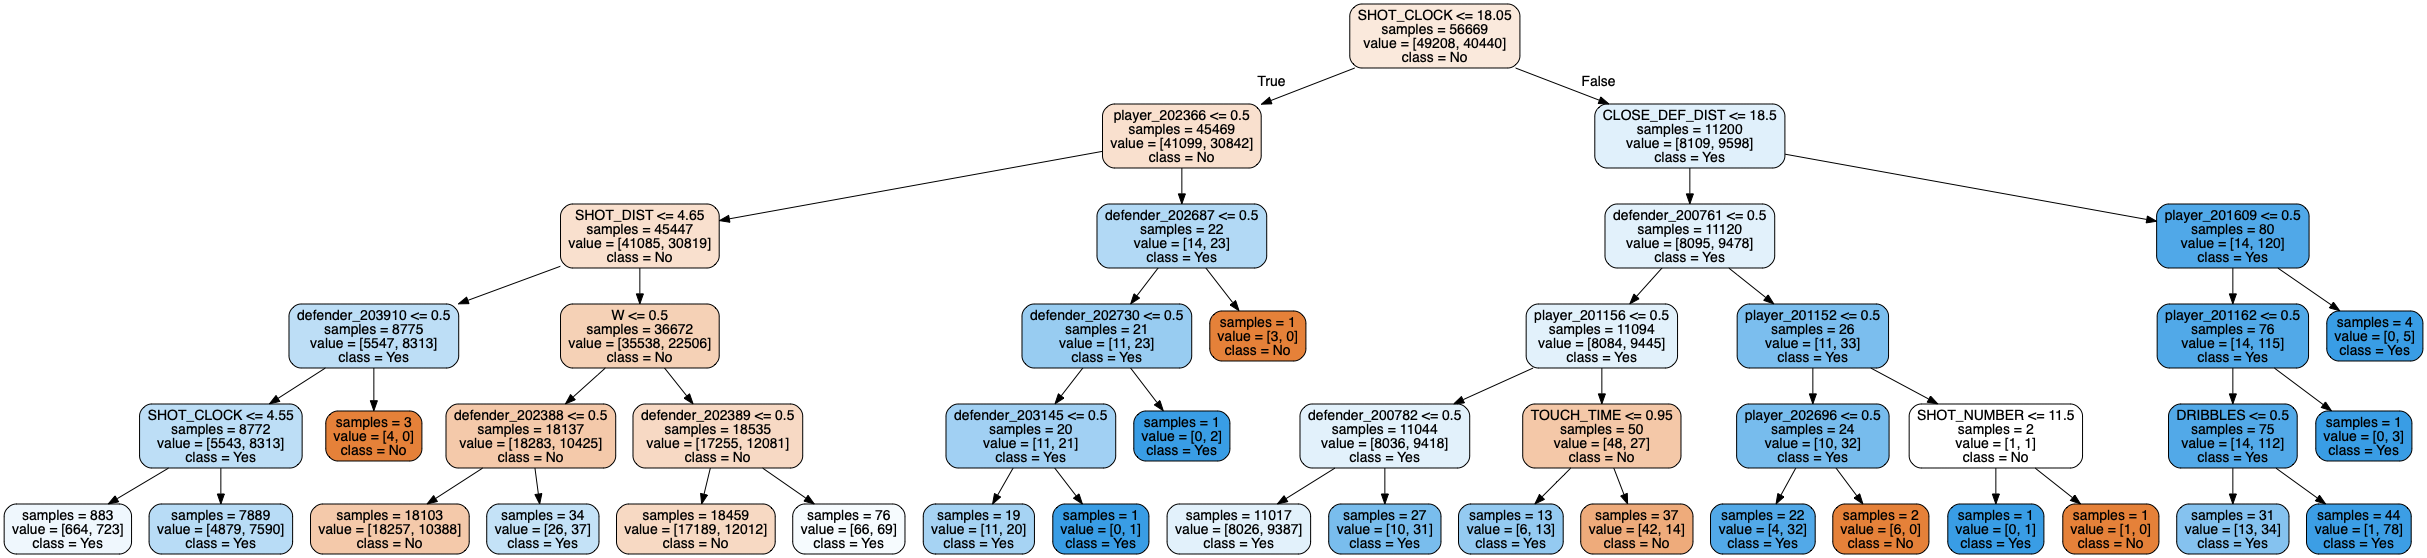 SHOT_CLOCK <= 18.05
samples = 56669
value = [49208, 40440]
class = No
True
False
player_202366 <= 0.5
samples = 45469
value = [41099, 30842]
class = No
CLOSE_DEF_DIST <= 18.5
samples = 11200
value = [8109, 9598]
class = Yes
SHOT_DIST <= 4.65
samples = 45447
value = [41085, 30819]
class = No
defender_202687 <= 0.5
samples = 22
value = [14, 23]
class = Yes
defender_200761 <= 0.5
samples = 11120
value = [8095, 9478]
class = Yes
player_201609 <= 0.5
samples = 80
value = [14, 120]
class = Yes
defender_203910 <= 0.5
samples = 8775
value = [5547, 8313]
class = Yes
W <= 0.5
samples = 36672
value = [35538, 22506]
class = No
defender_202730 <= 0.5
samples = 21
value = [11, 23]
class = Yes
samples = 1
value = [3, 0]
class = No
player_201156 <= 0.5
samples = 11094
value = [8084, 9445]
class = Yes
player_201152 <= 0.5
samples = 26
value = [11, 33]
class = Yes
player_201162 <= 0.5
samples = 76
value = [14, 115]
class = Yes
samples = 4
value = [0, 5]
class = Yes
SHOT_CLOCK <= 4.55
samples = 8772
value = [5543, 8313]
class = Yes
samples = 3
value = [4, 0]
class = No
defender_202388 <= 0.5
samples = 18137
value = [18283, 10425]
class = No
defender_202389 <= 0.5
samples = 18535
value = [17255, 12081]
class = No
defender_203145 <= 0.5
samples = 20
value = [11, 21]
class = Yes
samples = 1
value = [0, 2]
class = Yes
defender_200782 <= 0.5
samples = 11044
value = [8036, 9418]
class = Yes
TOUCH_TIME <= 0.95
samples = 50
value = [48, 27]
class = No
player_202696 <= 0.5
samples = 24
value = [10, 32]
class = Yes
SHOT_NUMBER <= 11.5
samples = 2
value = [1, 1]
class = No
DRIBBLES <= 0.5
samples = 75
value = [14, 112]
class = Yes
samples = 1
value = [0, 3]
class = Yes
samples = 883
value = [664, 723]
class = Yes
samples = 7889
value = [4879, 7590]
class = Yes
samples = 18103
value = [18257, 10388]
class = No
samples = 34
value = [26, 37]
class = Yes
samples = 18459
value = [17189, 12012]
class = No
samples = 76
value = [66, 69]
class = Yes
samples = 19
value = [11, 20]
class = Yes
samples = 1
value = [0, 1]
class = Yes
samples = 11017
value = [8026, 9387]
class = Yes
samples = 27
value = [10, 31]
class = Yes
samples = 13
value = [6, 13]
class = Yes
samples = 37
value = [42, 14]
class = No
samples = 22
value = [4, 32]
class = Yes
samples = 2
value = [6, 0]
class = No
samples = 1
value = [0, 1]
class = Yes
samples = 1
value = [1, 0]
class = No
samples = 31
value = [13, 34]
class = Yes
samples = 44
value = [1, 78]
class = Yes